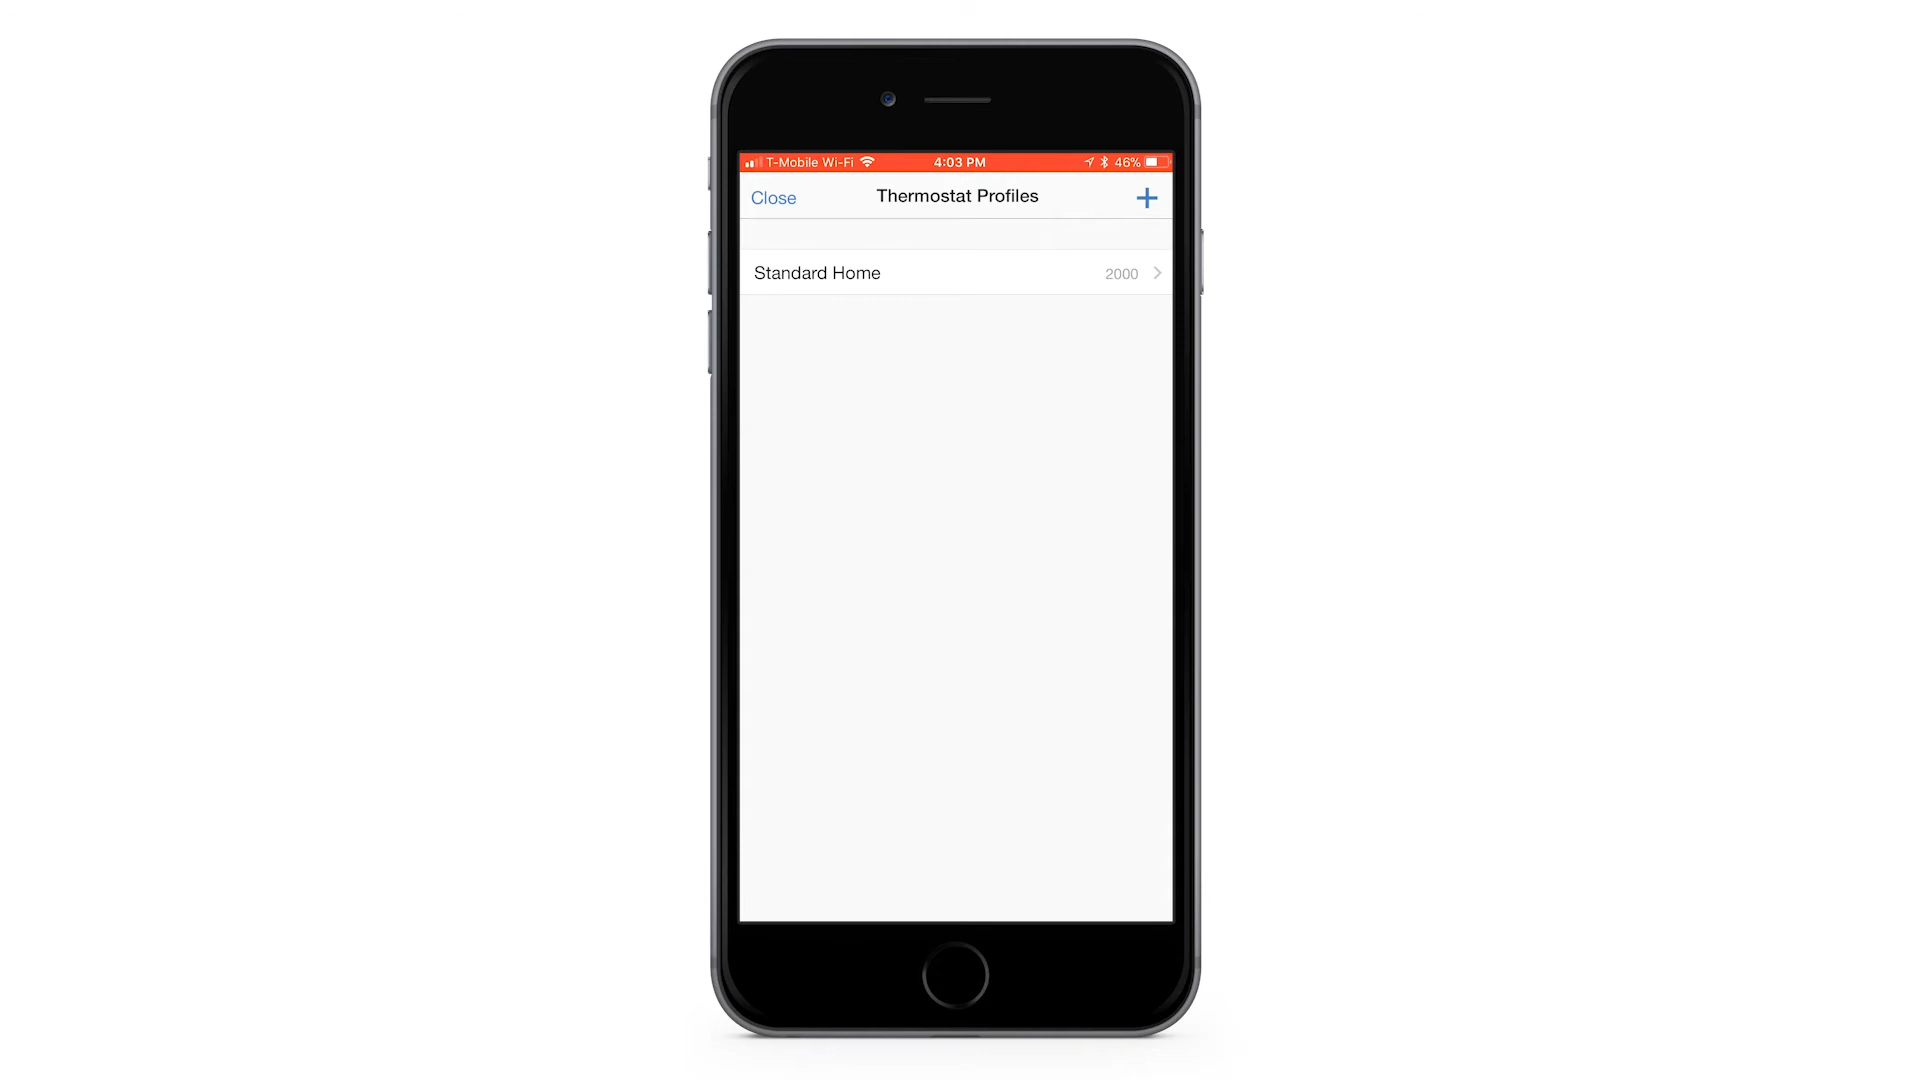 T-Mobile Wi-Fi 4:03 PM 46%
Close Thermostat Profiles +
Standard Home 2000